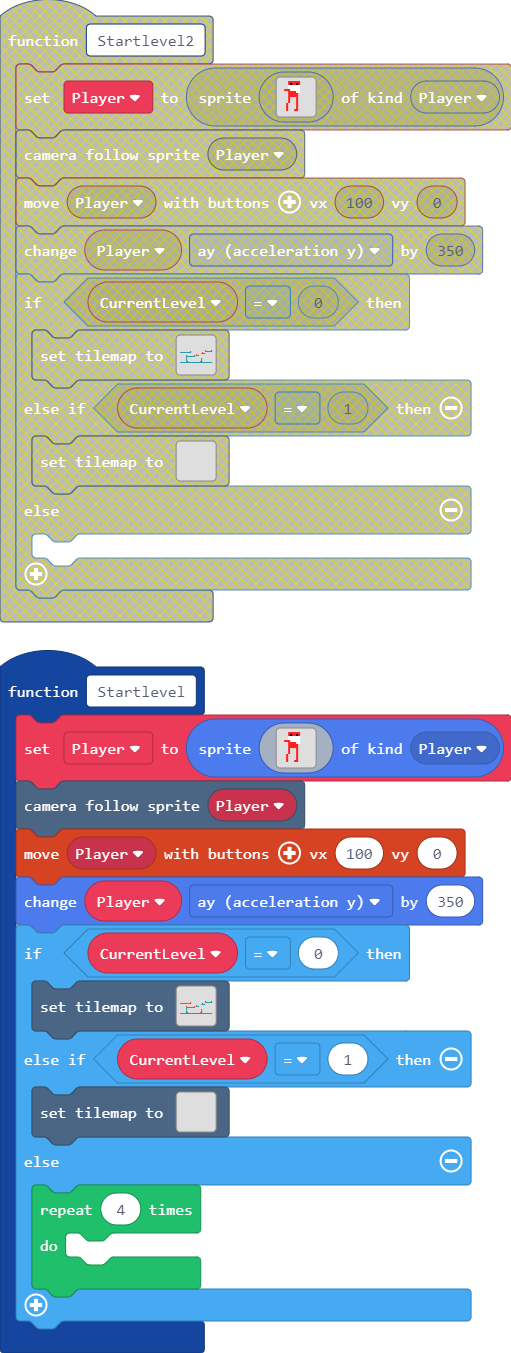 function Startlevel2
set Player to sprite of kind Player
camera follow sprite Player
move Player with buttons vx 100 vy 0
change Player ay (acceleration y) by 350
if CurrentLevel = 0 then
set tilemap to
else if CurrentLevel = 1 then
set tilemap to
else
function Startlevel
set Player to sprite of kind Player
camera follow sprite Player
move Player with buttons vx 100 vy 0
change Player ay (acceleration y) by 350
if CurrentLevel = 0 then
set tilemap to
else if CurrentLevel = 1 then
set tilemap to
else
repeat 4 times
do